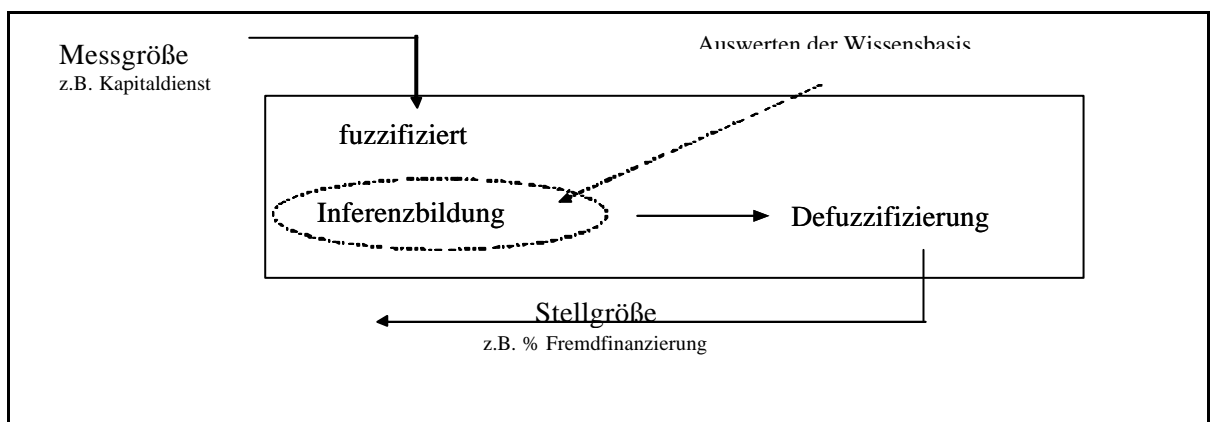 Messgröße
z.B. Kapitaldienst
Auswerten der Wissensbasis
fuzzifiziert
Inferenzbildung
Defuzzifizierung
Stellgröße
z.B. % Fremdfinanzierung